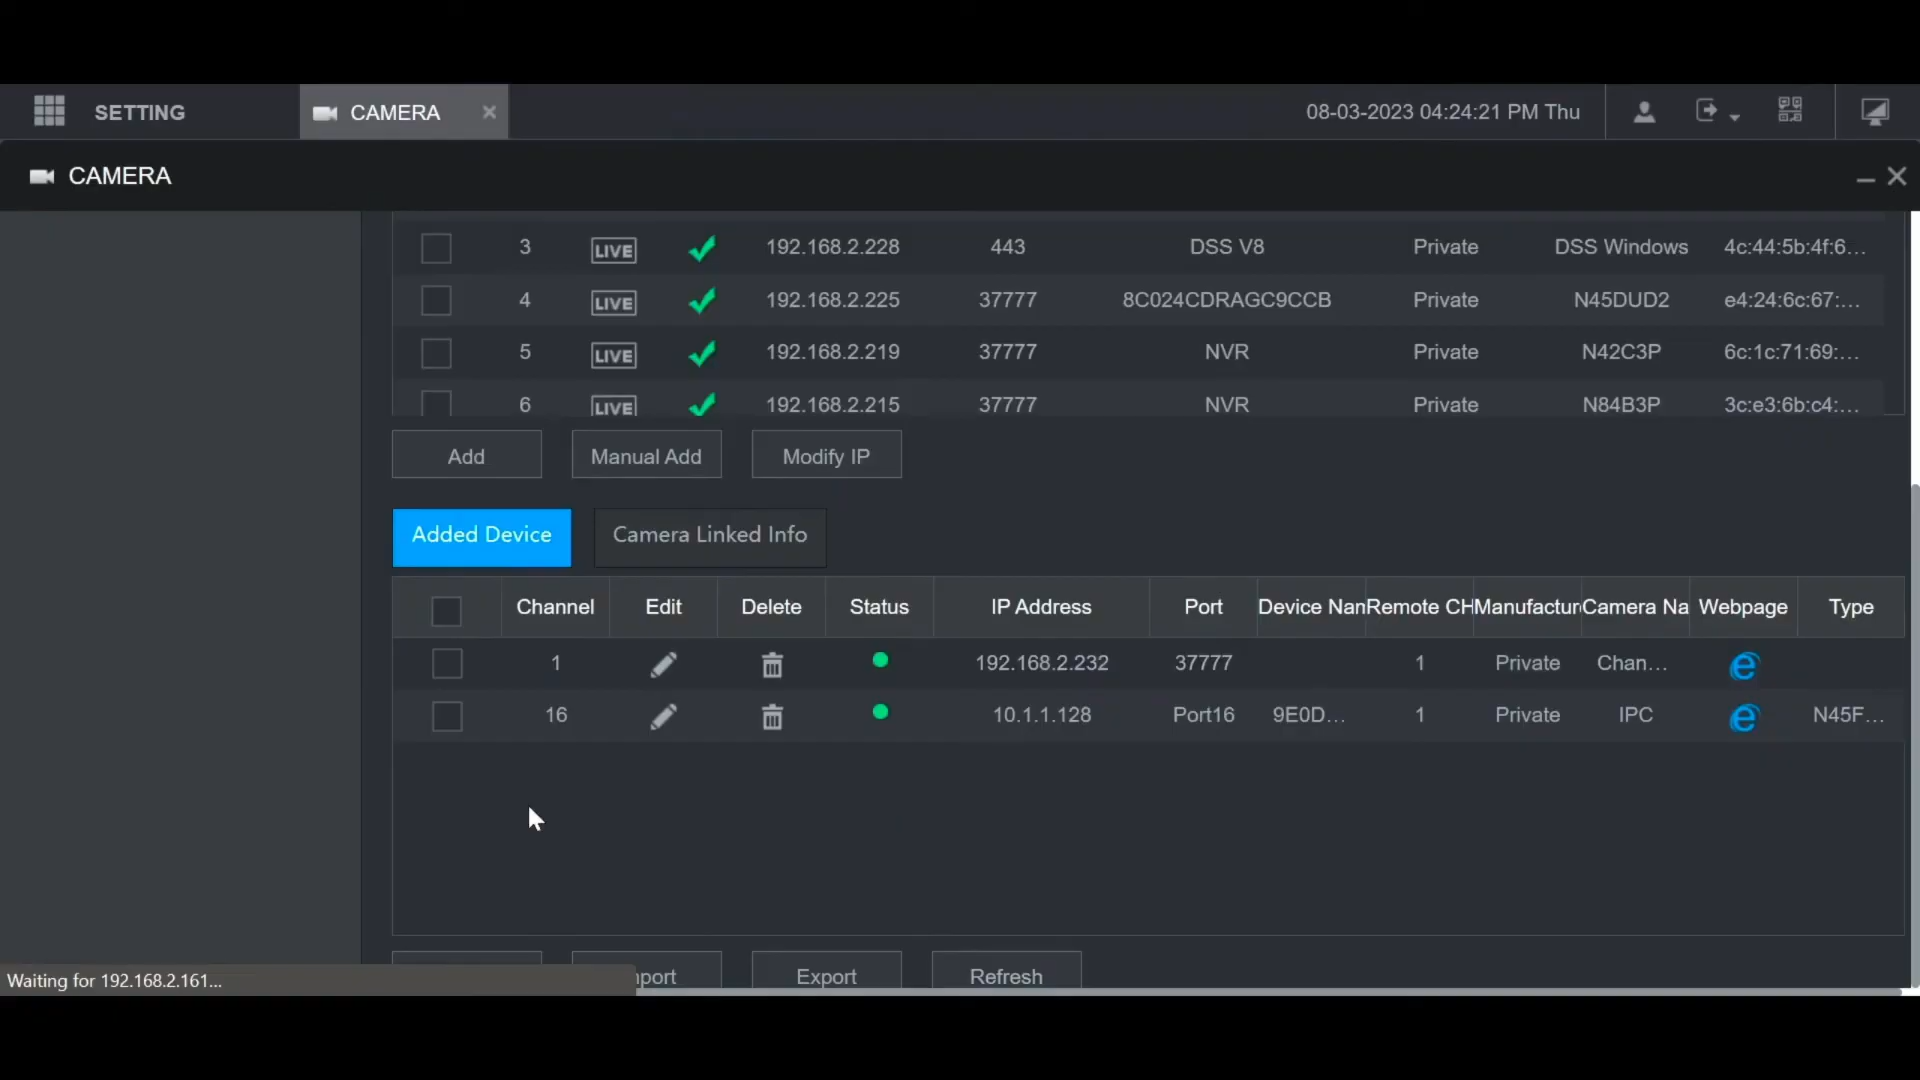 SETTING CAMERA 08-03-2023 04:24:21 PM Thu
CAMERA
3 LIVE 192.168.2.228 443 DSS V8 Private DSS Windows 4c:44:5b:4f:6...
4 LIVE 192.168.2.225 37777 8C024CDRAGC9CCB Private N45DUD2 e4:24:6c:67:...
5 LIVE 192.168.2.219 37777 NVR Private N42C3P 6c:1c:71:69:...
6 LIVE 192.168.2.215 37777 NVR Private N84B3P 3c:e3:6b:c4:...
Add Manual Add Modify IP
Added Device Camera Linked Info
Channel Edit Delete Status IP Address Port Device Nam Remote CH Manufactur Camera Na Webpage Type
1 192.168.2.232 37777 1 Private Chan...
16 10.1.1.128 Port16 9E0D... 1 Private IPC N45F...
Export Refresh
Waiting for 192.168.2.161...